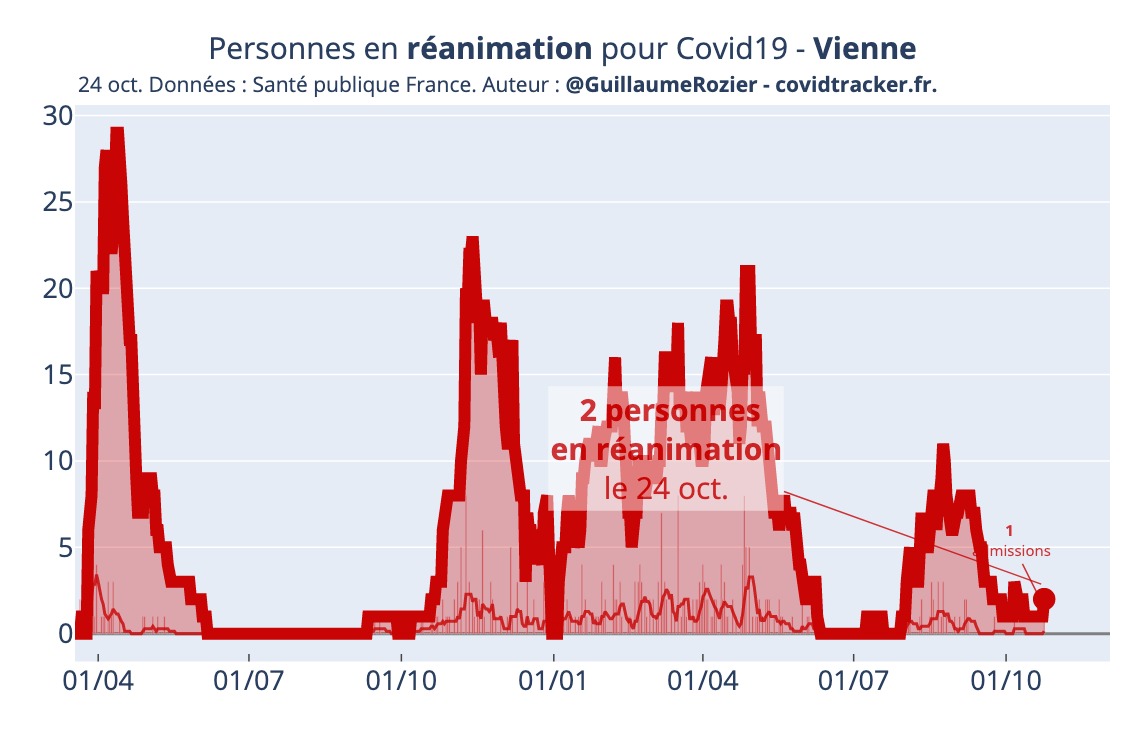 Personnes en réanimation pour Covid19 - Vienne
24 oct. Données : Santé publique France. Auteur : @GuillaumeRozier - covidtracker.fr.
30
25
20
15
10
5
0
2 personnes
en réanimation
le 24 oct.
1
admissions
01/04
01/07
01/10
01/01
01/04
01/07
01/10